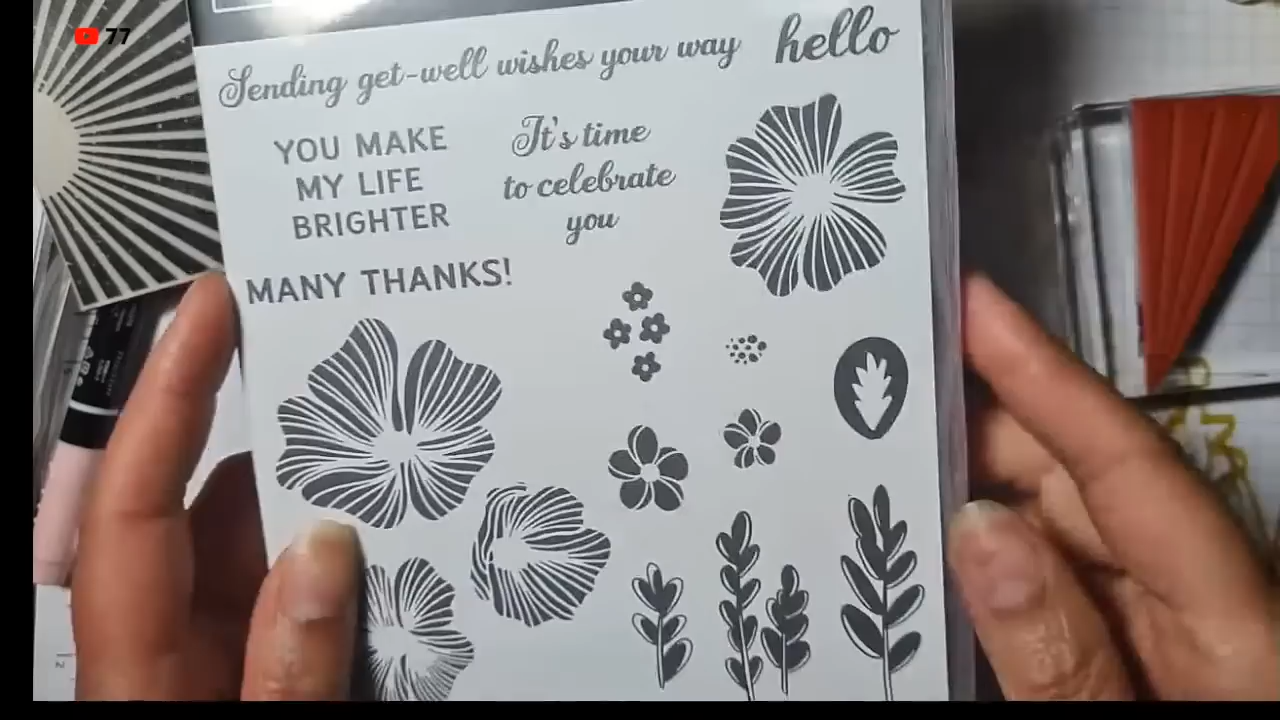 77
Sending get-well wishes your way
hello
YOU MAKE
MY LIFE
BRIGHTER
It's time
to celebrate
you
MANY THANKS!